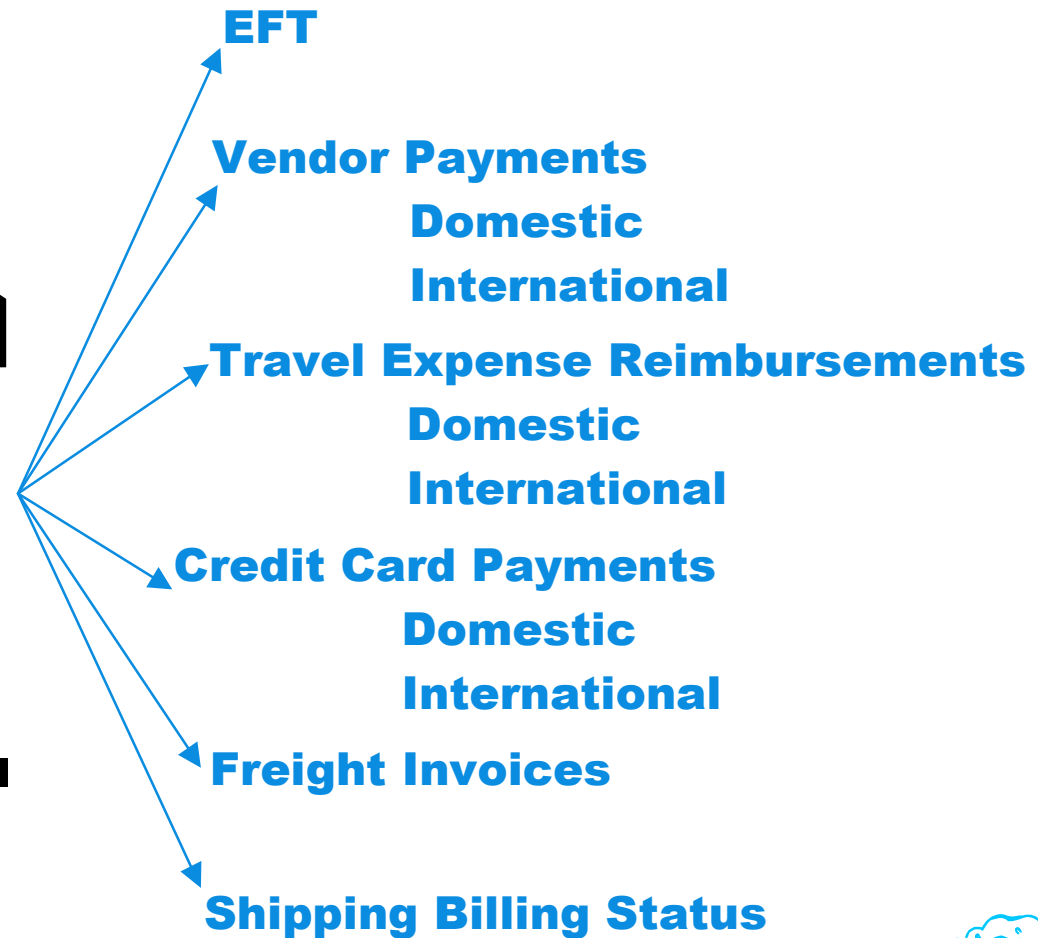 EFT
Vendor Payments
Domestic
International
Travel Expense Reimbursements
Domestic
International
Credit Card Payments
Domestic
International
Freight Invoices
Shipping Billing Status